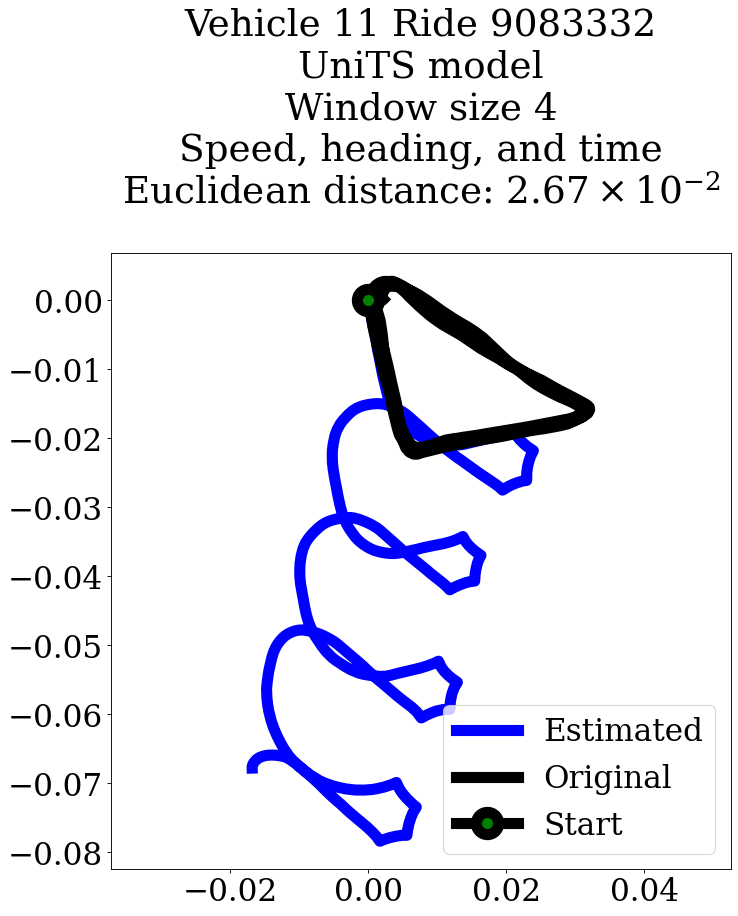 Vehicle 11 Ride 9083332
UniTS model
Window size 4
Speed, heading, and time
Euclidean distance: 2.67 × 10⁻²
0.00
−0.01
−0.02
−0.03
−0.04
−0.05
−0.06
−0.07
−0.08
Estimated
Original
Start
−0.02 0.00 0.02 0.04